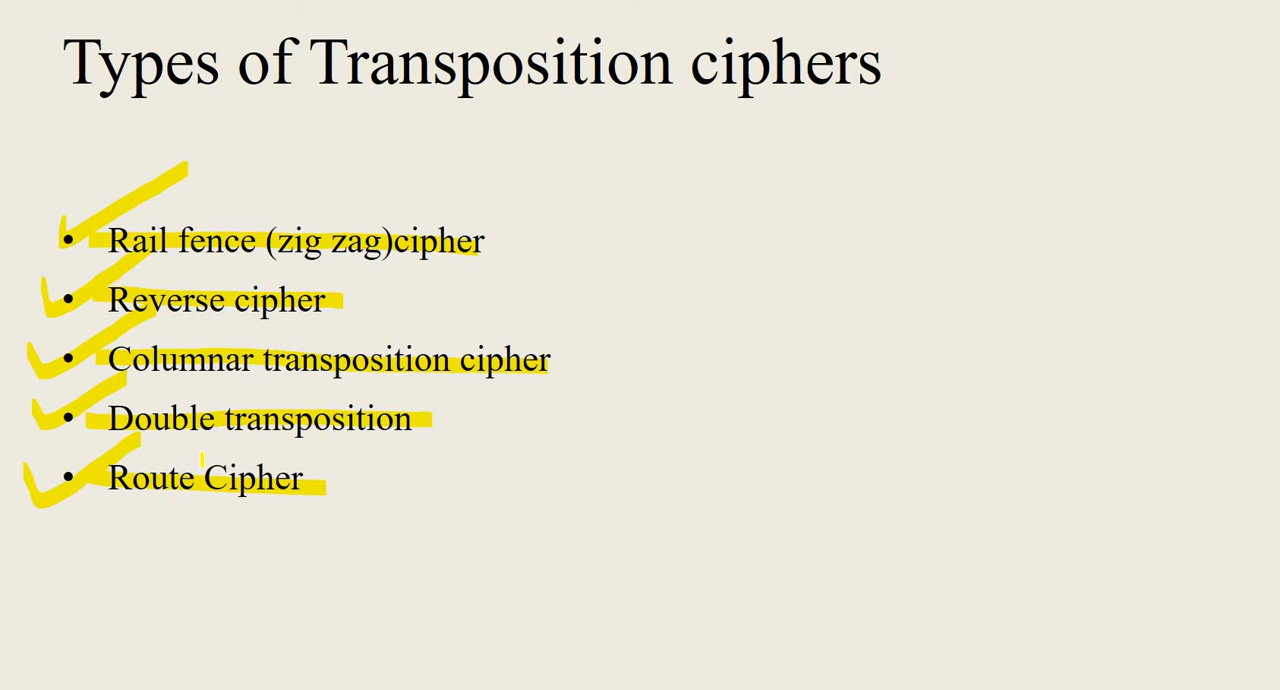 Types of Transposition ciphers
• Rail fence (zig zag)cipher
• Reverse cipher
• Columnar transposition cipher
• Double transposition
• Route Cipher